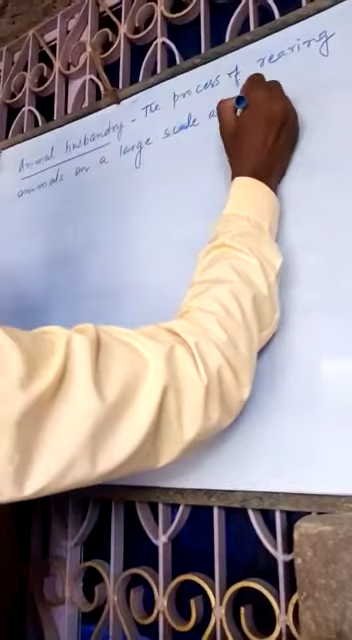 Animal husbandry - The process of rearing
animals on a large scale a